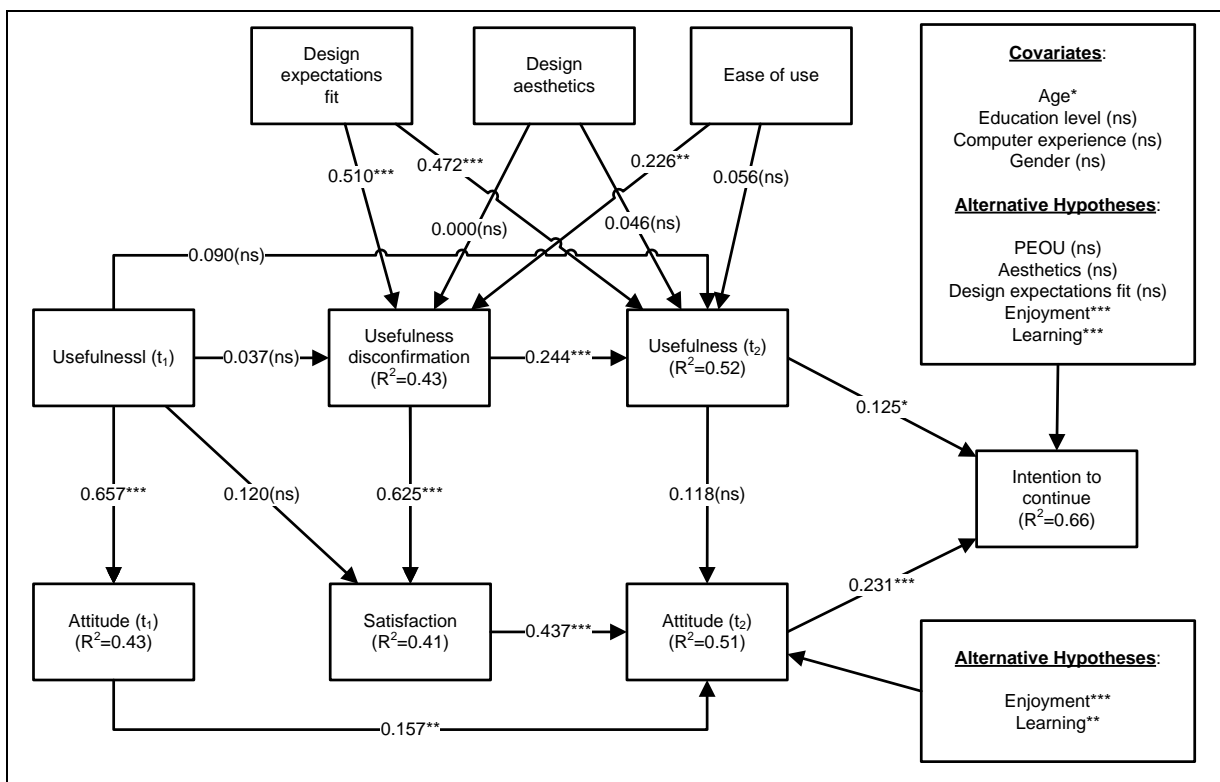 Design
expectations
fit
Design
aesthetics
Ease of use
Covariates:
Age*
Education level (ns)
Computer experience (ns)
Gender (ns)
Alternative Hypotheses:
PEOU (ns)
Aesthetics (ns)
Design expectations fit (ns)
Enjoyment***
Learning***
0.472***
0.510***
0.226**
0.056(ns)
0.000(ns)
0.046(ns)
0.090(ns)
Usefulnessl (t₁)
0.037(ns)
Usefulness
disconfirmation
(R²=0.43)
0.244***
Usefulness (t₂)
(R²=0.52)
0.125*
Intention to
continue
(R²=0.66)
0.657***
0.120(ns)
0.625***
0.118(ns)
0.231***
Attitude (t₁)
(R²=0.43)
Satisfaction
(R²=0.41)
0.437***
Attitude (t₂)
(R²=0.51)
0.157**
Alternative Hypotheses:
Enjoyment***
Learning**